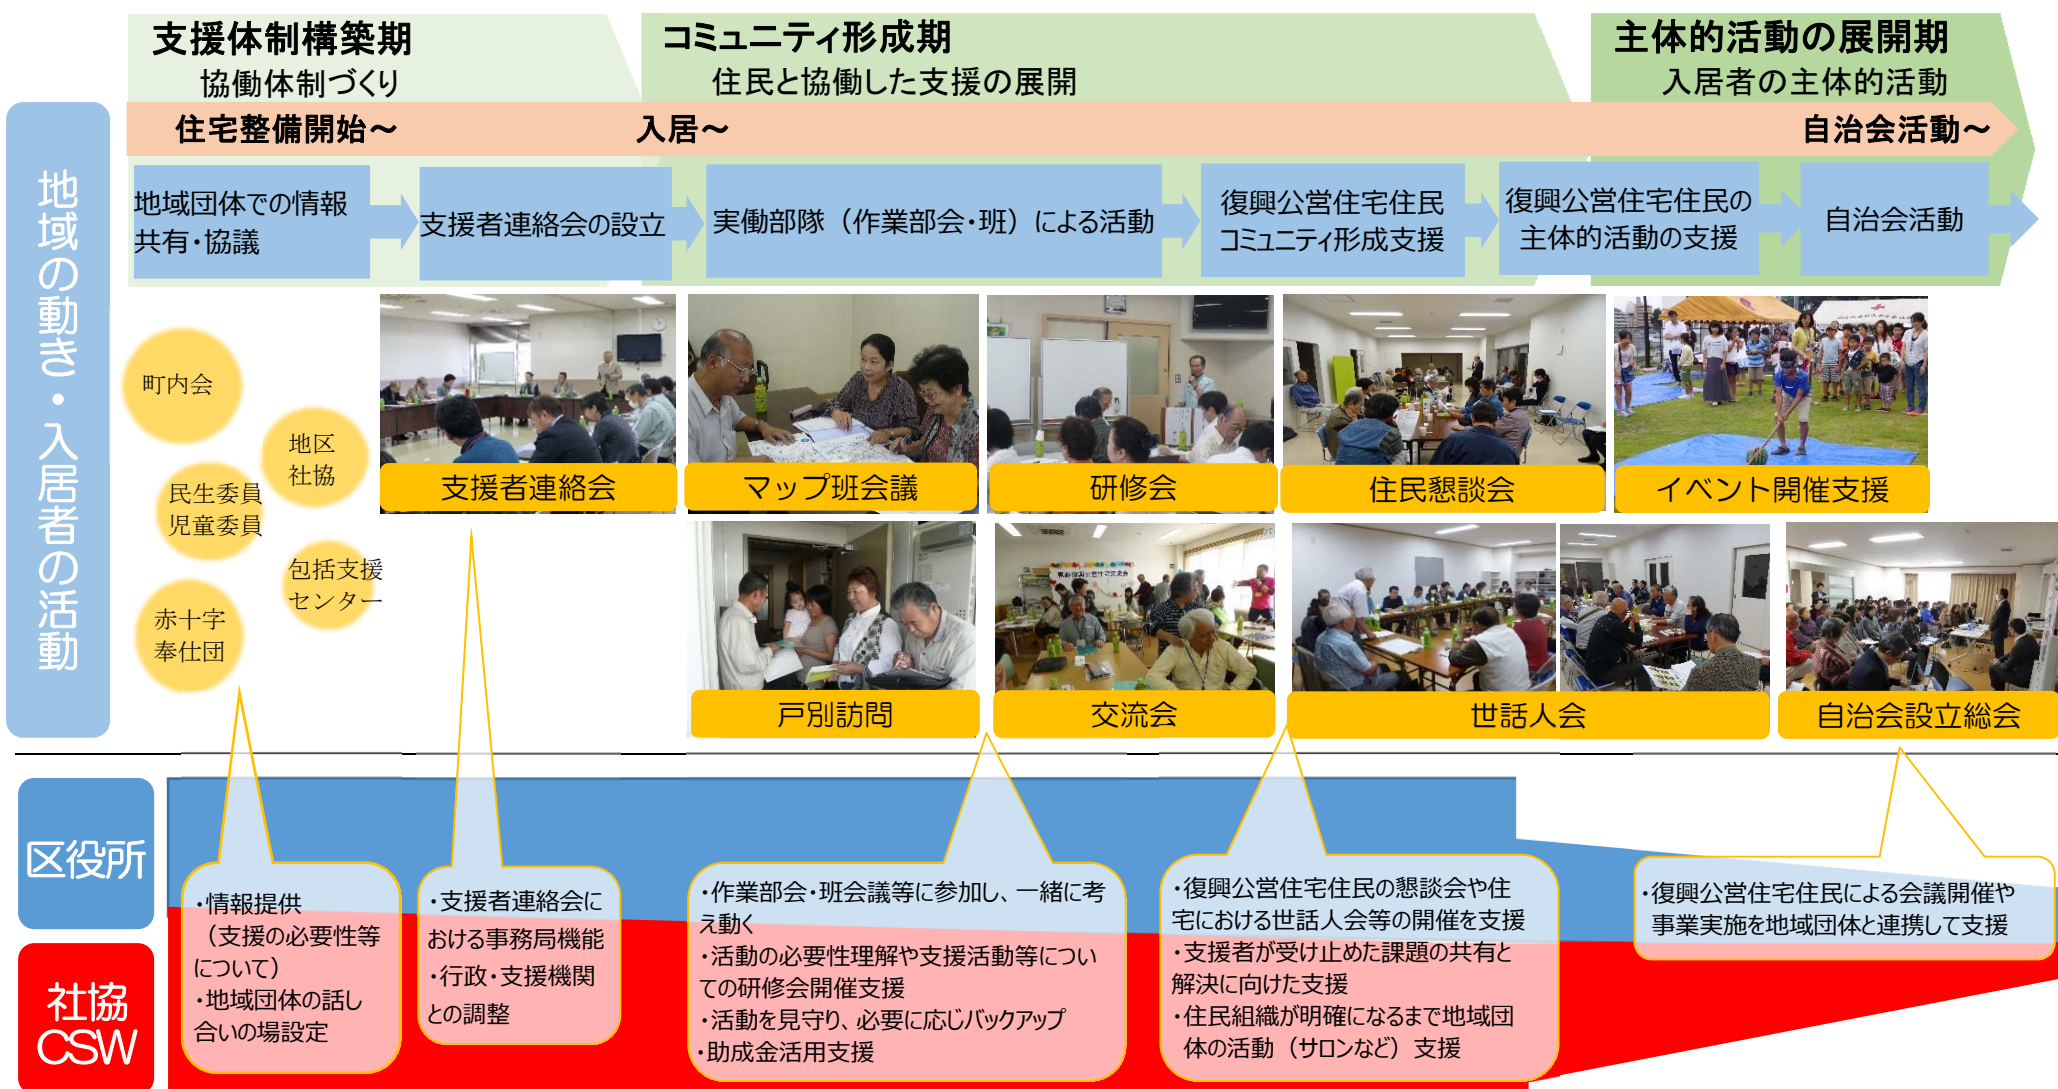 支援体制構築期
協働体制づくり
コミュニティ形成期
住民と協働した支援の展開
主体的活動の展開期
入居者の主体的活動
住宅整備開始～
入居～
自治会活動～
地域の動き・入居者の活動
地域団体での情報
共有・協議
支援者連絡会の設立
実働部隊（作業部会・班）による活動
復興公営住宅住民
コミュニティ形成支援
復興公営住宅住民の
主体的活動の支援
自治会活動
町内会
地区
社協
民生委員
児童委員
包括支援
センター
赤十字
奉仕団
支援者連絡会
マップ班会議
研修会
住民懇談会
イベント開催支援
戸別訪問
交流会
世話人会
自治会設立総会
区役所
社協
CSW
・情報提供
（支援の必要性等
について）
・地域団体の話し
合いの場設定
・支援者連絡会に
おける事務局機能
・行政・支援機関
との調整
・作業部会・班会議等に参加し、一緒に考
え動く
・活動の必要性理解や支援活動等につい
ての研修会開催支援
・活動を見守り、必要に応じバックアップ
・助成金活用支援
・復興公営住宅住民の懇談会や住
宅における世話人会等の開催を支援
・支援者が受け止めた課題の共有と
解決に向けた支援
・住民組織が明確になるまで地域団
体の活動（サロンなど）支援
・復興公営住宅住民による会議開催や
事業実施を地域団体と連携して支援